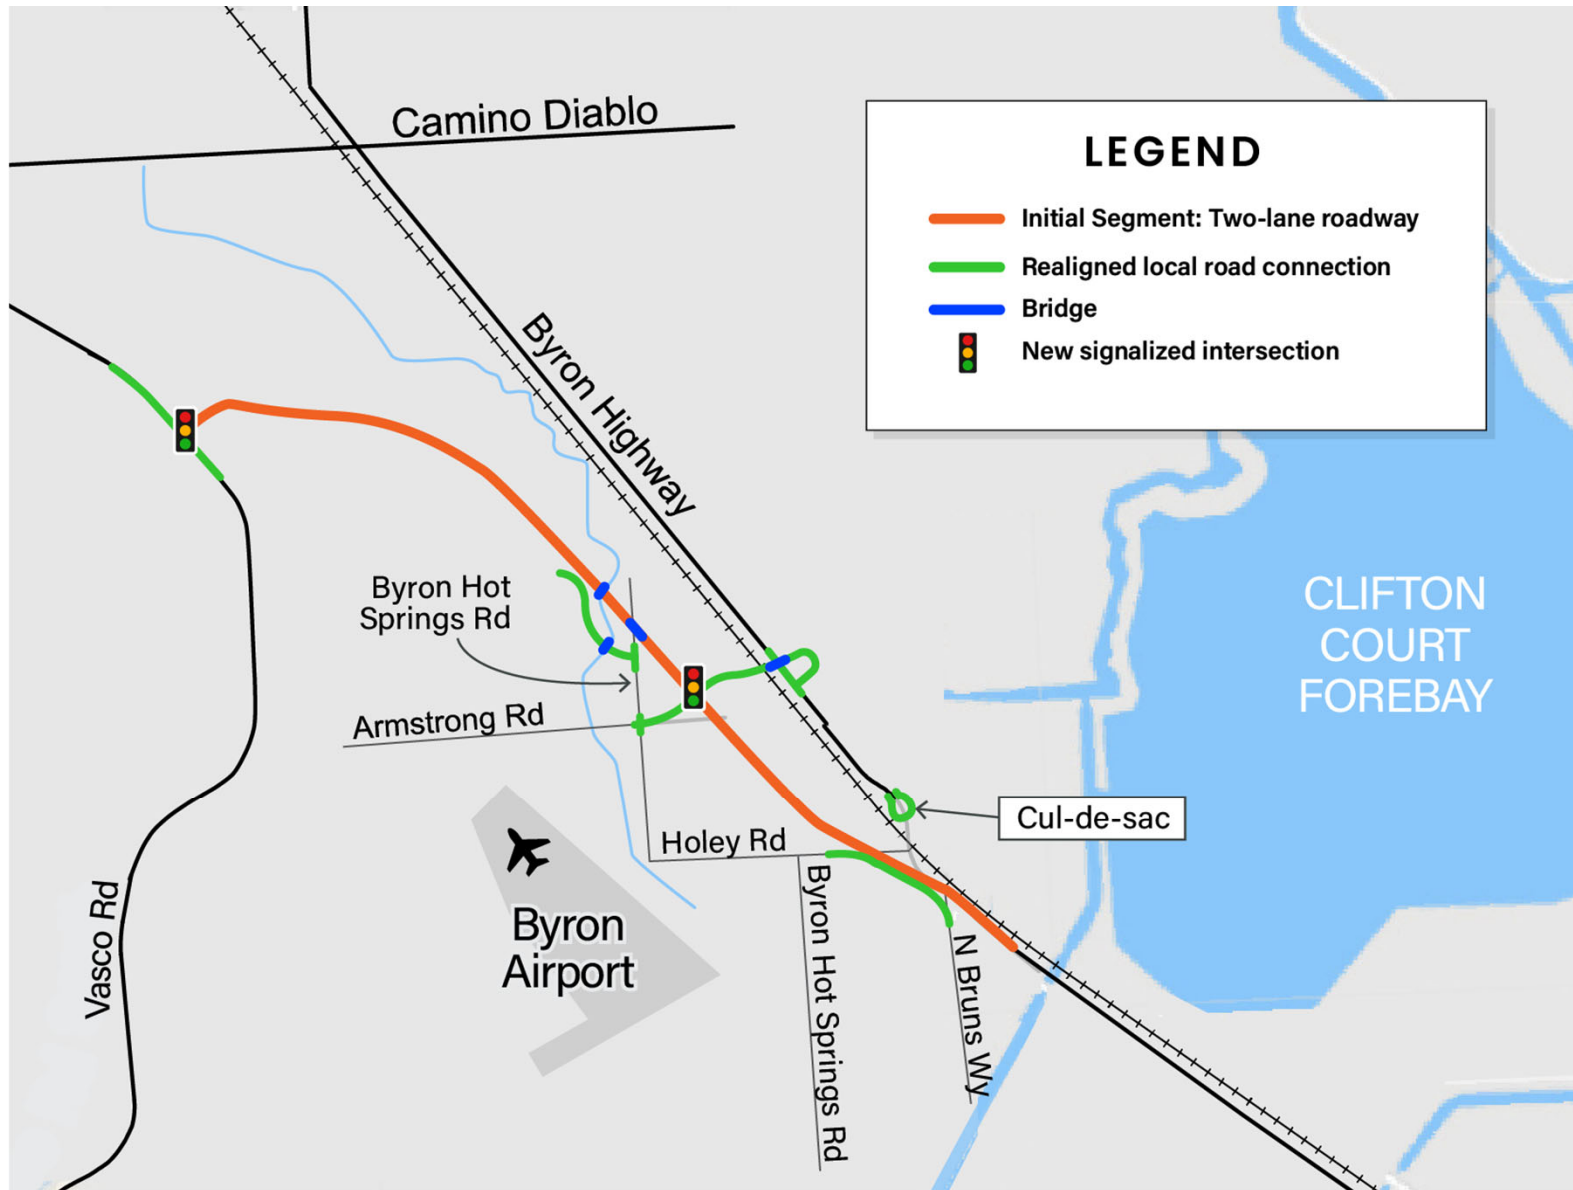 Camino Diablo
LEGEND
Initial Segment: Two-lane roadway
Realigned local road connection
Bridge
New signalized intersection
Byron Highway
Byron Hot
Springs Rd
CLIFTON
COURT
FOREBAY
Armstrong Rd
Cul-de-sac
Holey Rd
Vasco Rd
Byron
Airport
Byron Hot Springs Rd
N Bruns Wy